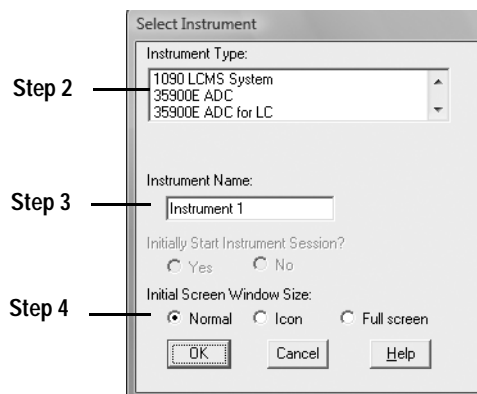 Select Instrument
Instrument Type:
Step 2
1090 LCMS System
35900E ADC
35900E ADC for LC
Instrument Name:
Step 3
Instrument 1
Initially Start Instrument Session?
Yes No
Initial Screen Window Size:
Step 4
Normal Icon Full screen
OK Cancel Help